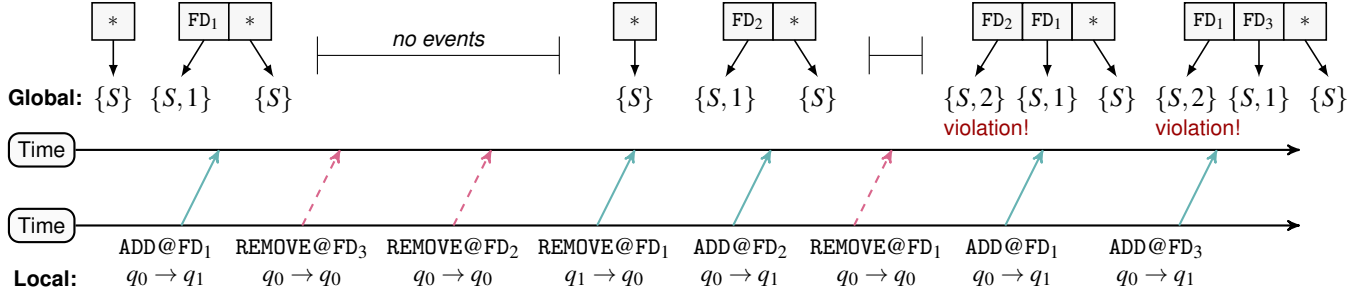 * FD₁ * no events * FD₂ * FD₂ FD₁ * FD₁ FD₃ *
Global: {S} {S, 1} {S} {S} {S, 1} {S} {S, 2} {S, 1} {S} {S, 2} {S, 1} {S}
violation! violation!
Time
Time
ADD@FD₁ REMOVE@FD₃ REMOVE@FD₂ REMOVE@FD₁ ADD@FD₂ REMOVE@FD₁ ADD@FD₁ ADD@FD₃
Local: q₀ → q₁ q₀ → q₀ q₀ → q₀ q₁ → q₀ q₀ → q₁ q₀ → q₀ q₀ → q₁ q₀ → q₁